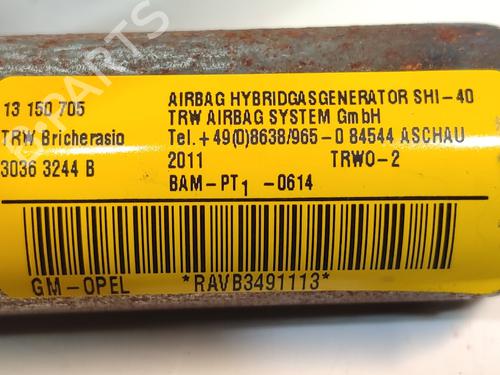 13 150 705 AIRBAG HYBRIDGASGENERATOR SHI-40
TRW Bricherasio TRW AIRBAG SYSTEM GmbH
Tel.+49(0)8638/965-0 84544 ASCHAU
3036 3244 B 2011 TRWO-2
BAM-PT1 -0614
GM-OPEL *RAVB3491113*